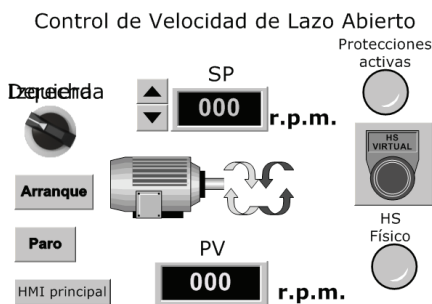 Control de Velocidad de Lazo Abierto
Protecciones
activas
SP
000
r.p.m.
HS
VIRTUAL
Arranque
HS
Físico
Paro
PV
000
r.p.m.
HMI principal